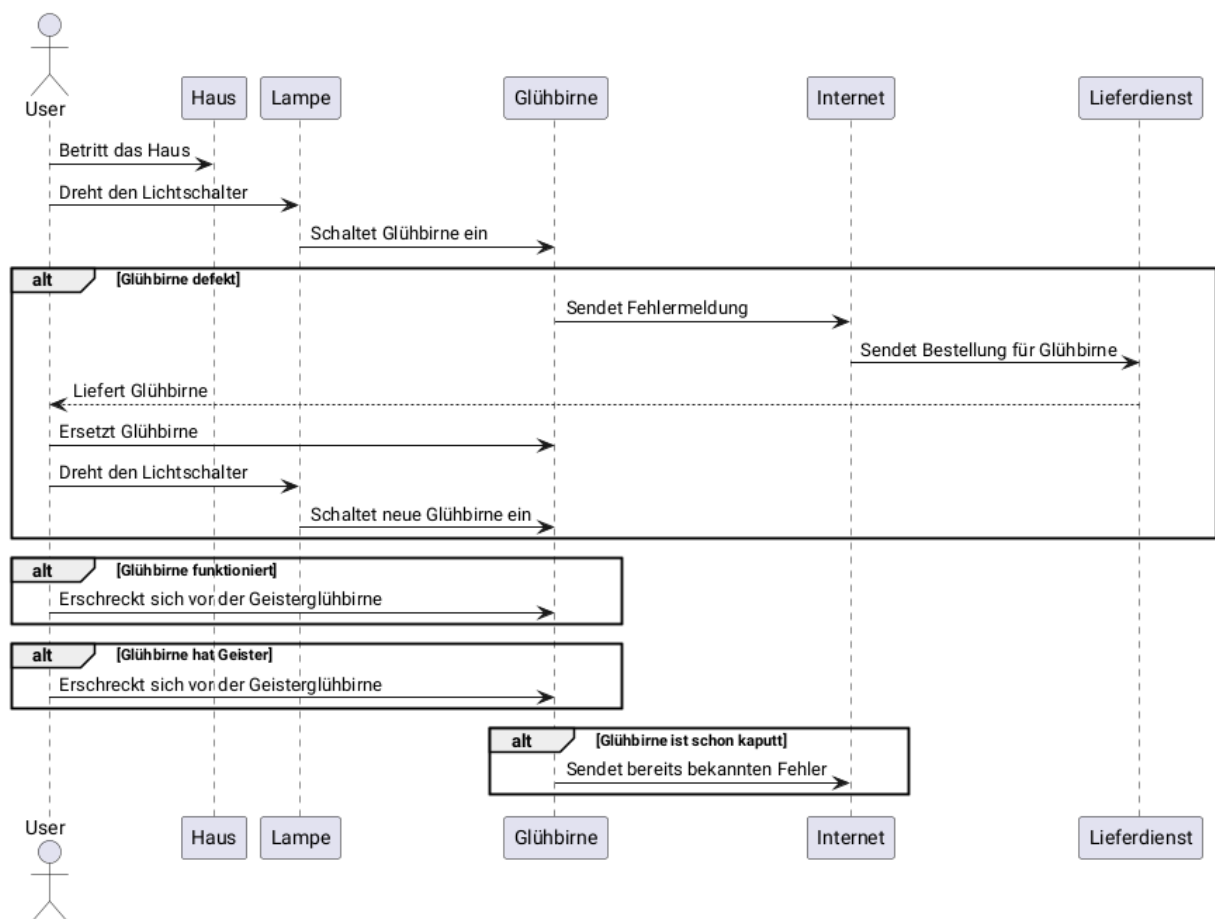 User
Haus
Lampe
Glühbirne
Internet
Lieferdienst
Betritt das Haus
Dreht den Lichtschalter
Schaltet Glühbirne ein
alt [Glühbirne defekt]
Sendet Fehlermeldung
Sendet Bestellung für Glühbirne
Liefert Glühbirne
Ersetzt Glühbirne
Dreht den Lichtschalter
Schaltet neue Glühbirne ein
alt [Glühbirne funktioniert]
Erschreckt sich vor der Geisterglühbirne
alt [Glühbirne hat Geister]
Erschreckt sich vor der Geisterglühbirne
alt [Glühbirne ist schon kaputt]
Sendet bereits bekannten Fehler
User
Haus
Lampe
Glühbirne
Internet
Lieferdienst